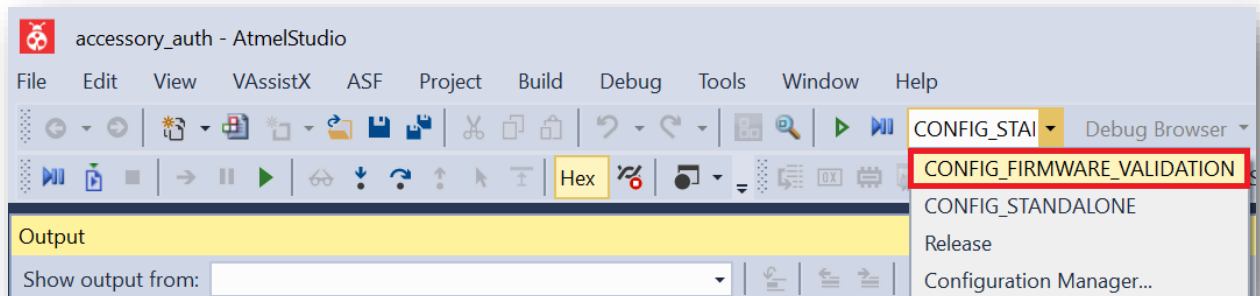 accessory_auth - AtmelStudio
File Edit View VAssistX ASF Project Build Debug Tools Window Help
CONFIG_STAI Debug Browser
Hex
CONFIG_FIRMWARE_VALIDATION
CONFIG_STANDALONE
Release
Configuration Manager...
Output
Show output from: